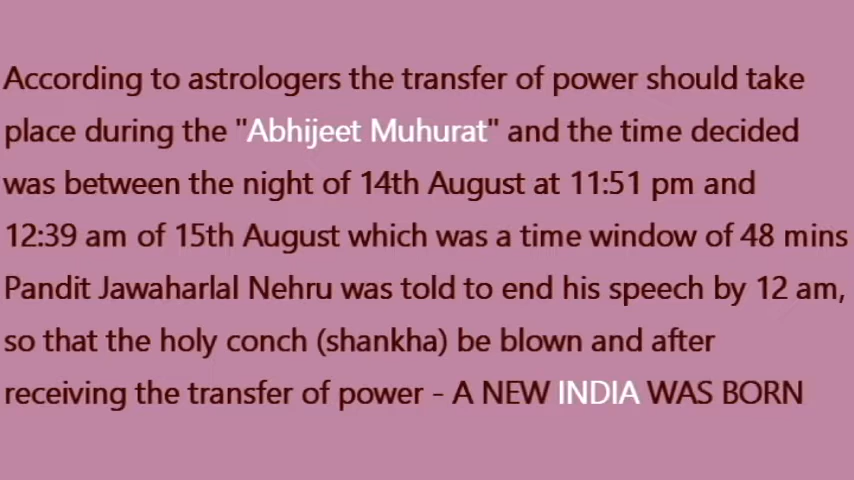 According to astrologers the transfer of power should take
place during the "Abhijeet Muhurat" and the time decided
was between the night of 14th August at 11:51 pm and
12:39 am of 15th August which was a time window of 48 mins
Pandit Jawaharlal Nehru was told to end his speech by 12 am,
so that the holy conch (shankha) be blown and after
receiving the transfer of power - A NEW INDIA WAS BORN